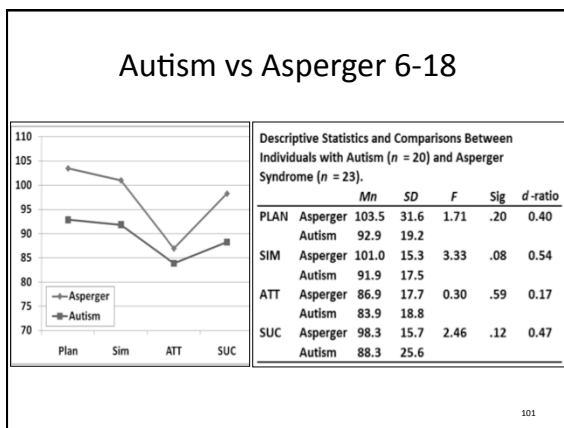 Autism vs Asperger 6-18
110
105
100
95
90
85
80
75
70
Asperger
Autism
Plan Sim ATT SUC
Descriptive Statistics and Comparisons Between
Individuals with Autism (n = 20) and Asperger
Syndrome (n = 23).
Mn SD F Sig d-ratio
PLAN Asperger 103.5 31.6 1.71 .20 0.40
Autism 92.9 19.2
SIM Asperger 101.0 15.3 3.33 .08 0.54
Autism 91.9 17.5
ATT Asperger 86.9 17.7 0.30 .59 0.17
Autism 83.9 18.8
SUC Asperger 98.3 15.7 2.46 .12 0.47
Autism 88.3 25.6
101